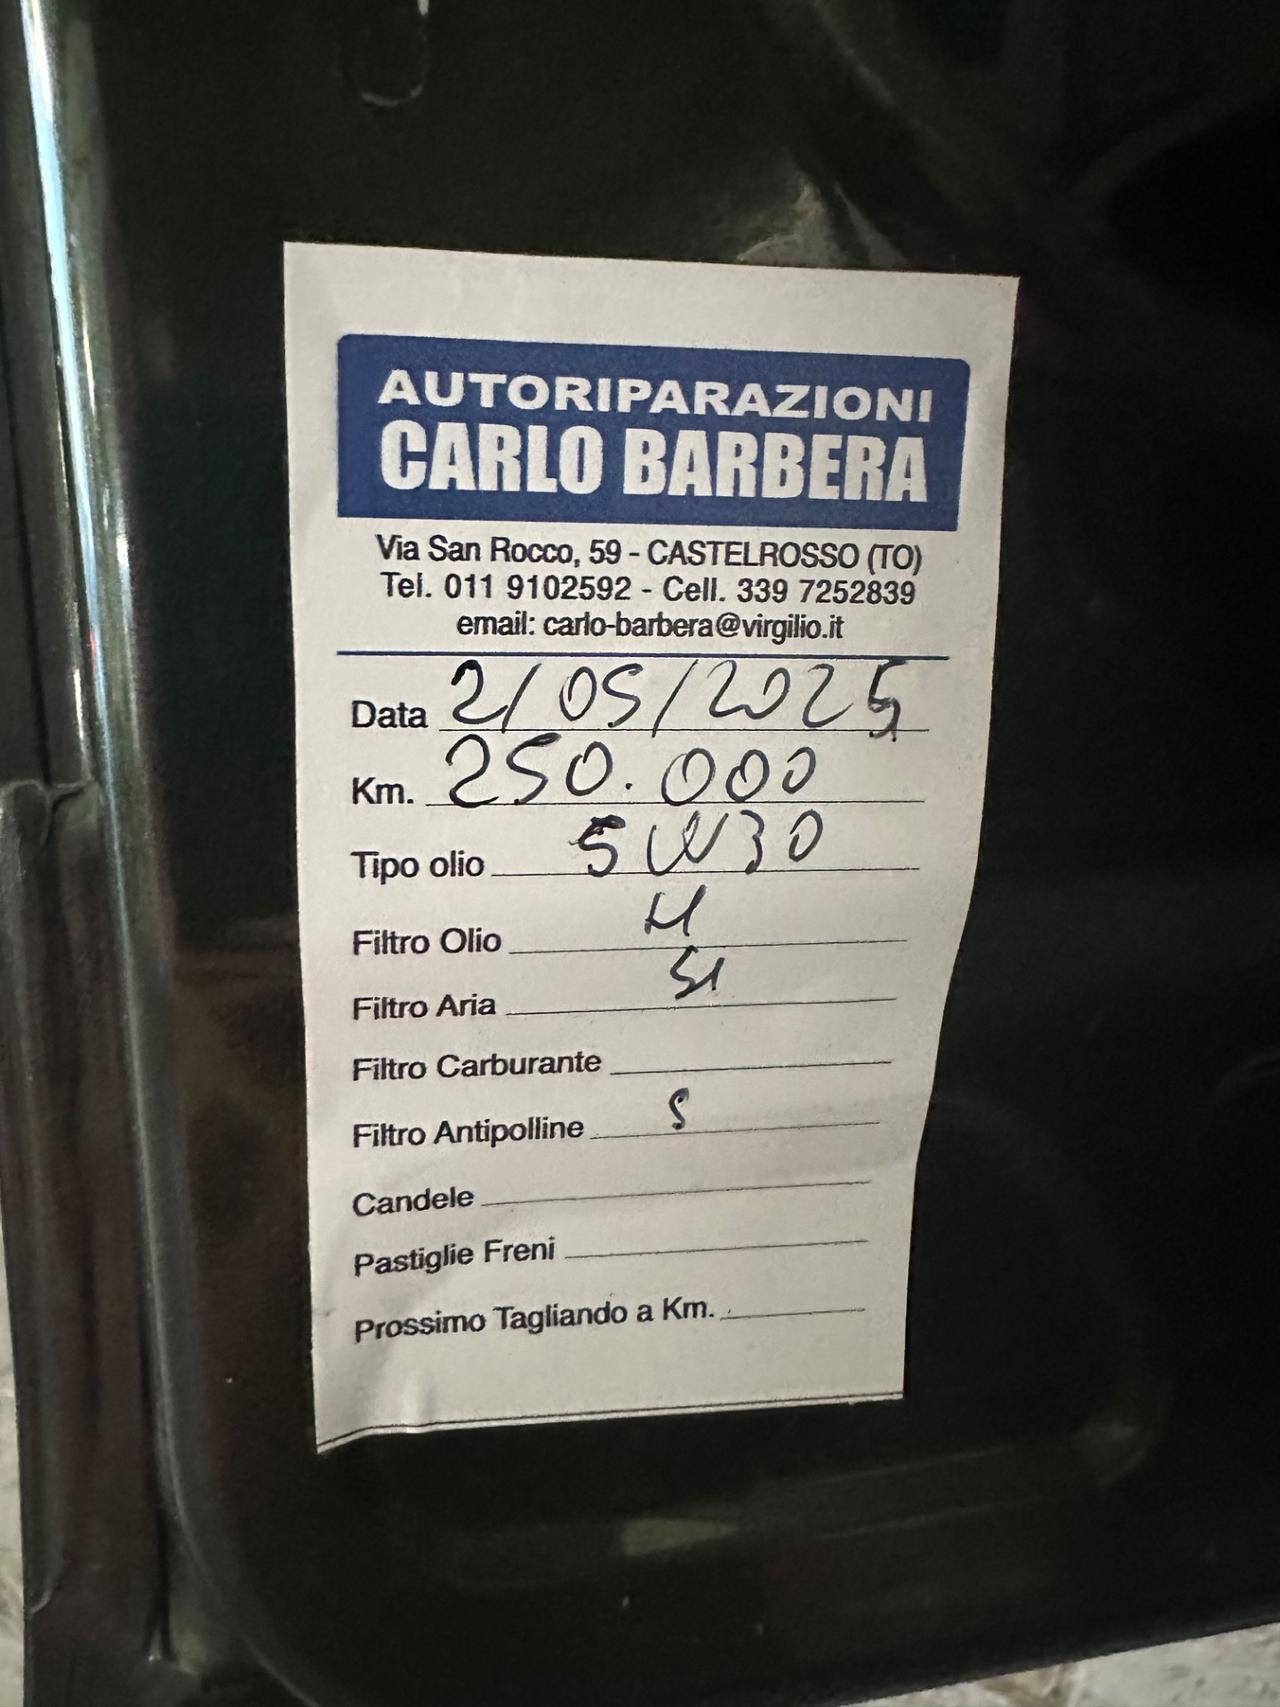 AUTORIPARAZIONI
CARLO BARBERA
Via San Rocco, 59 - CASTELROSSO (TO)
Tel. 011 9102592 - Cell. 339 7252839
email: carlo-barbera@virgilio.it
Data 2/05/2025
Km. 250.000
Tipo olio 5W30
Filtro Olio
Filtro Aria SI
Filtro Carburante
Filtro Antipolline S
Candele
Pastiglie Freni
Prossimo Tagliando a Km.